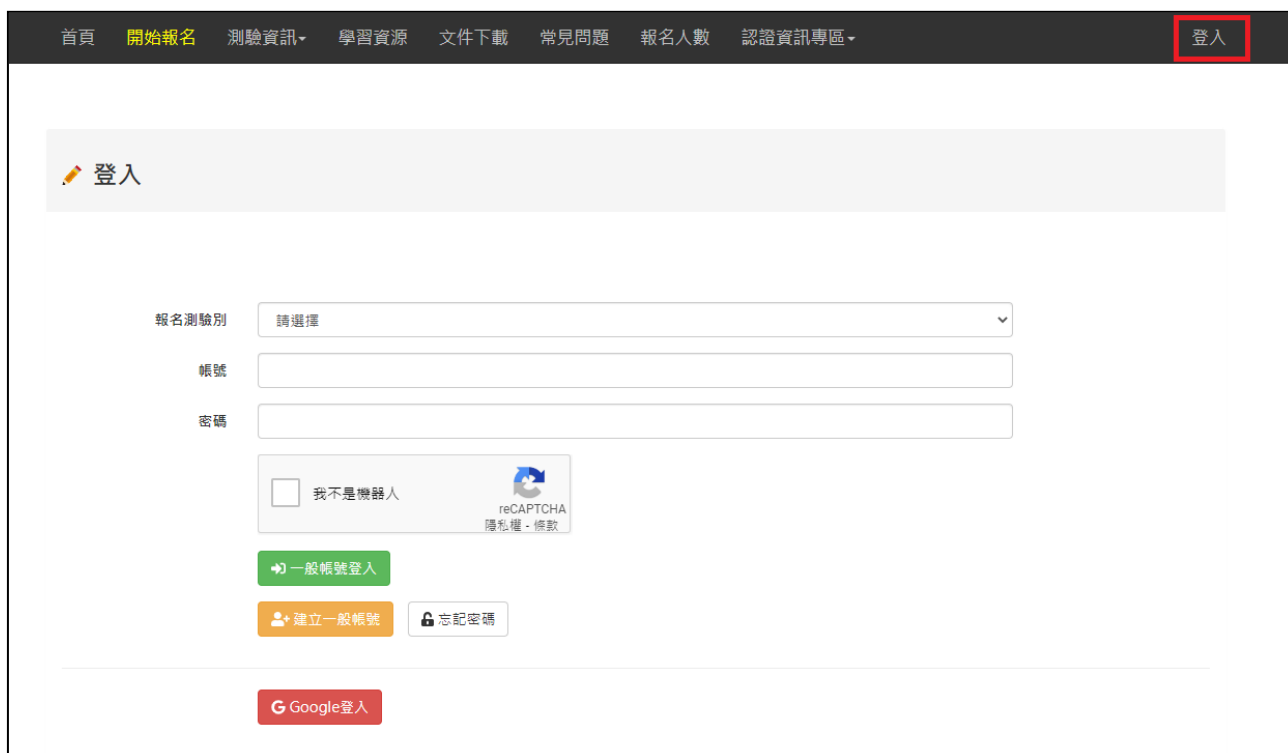 首頁 開始報名 測驗資訊 學習資源 文件下載 常見問題 報名人數 認證資訊專區 登入
登入
報名測驗別 請選擇
帳號
密碼
我不是機器人
reCAPTCHA
隱私權 - 條款
一般帳號登入
建立一般帳號 忘記密碼
G Google登入